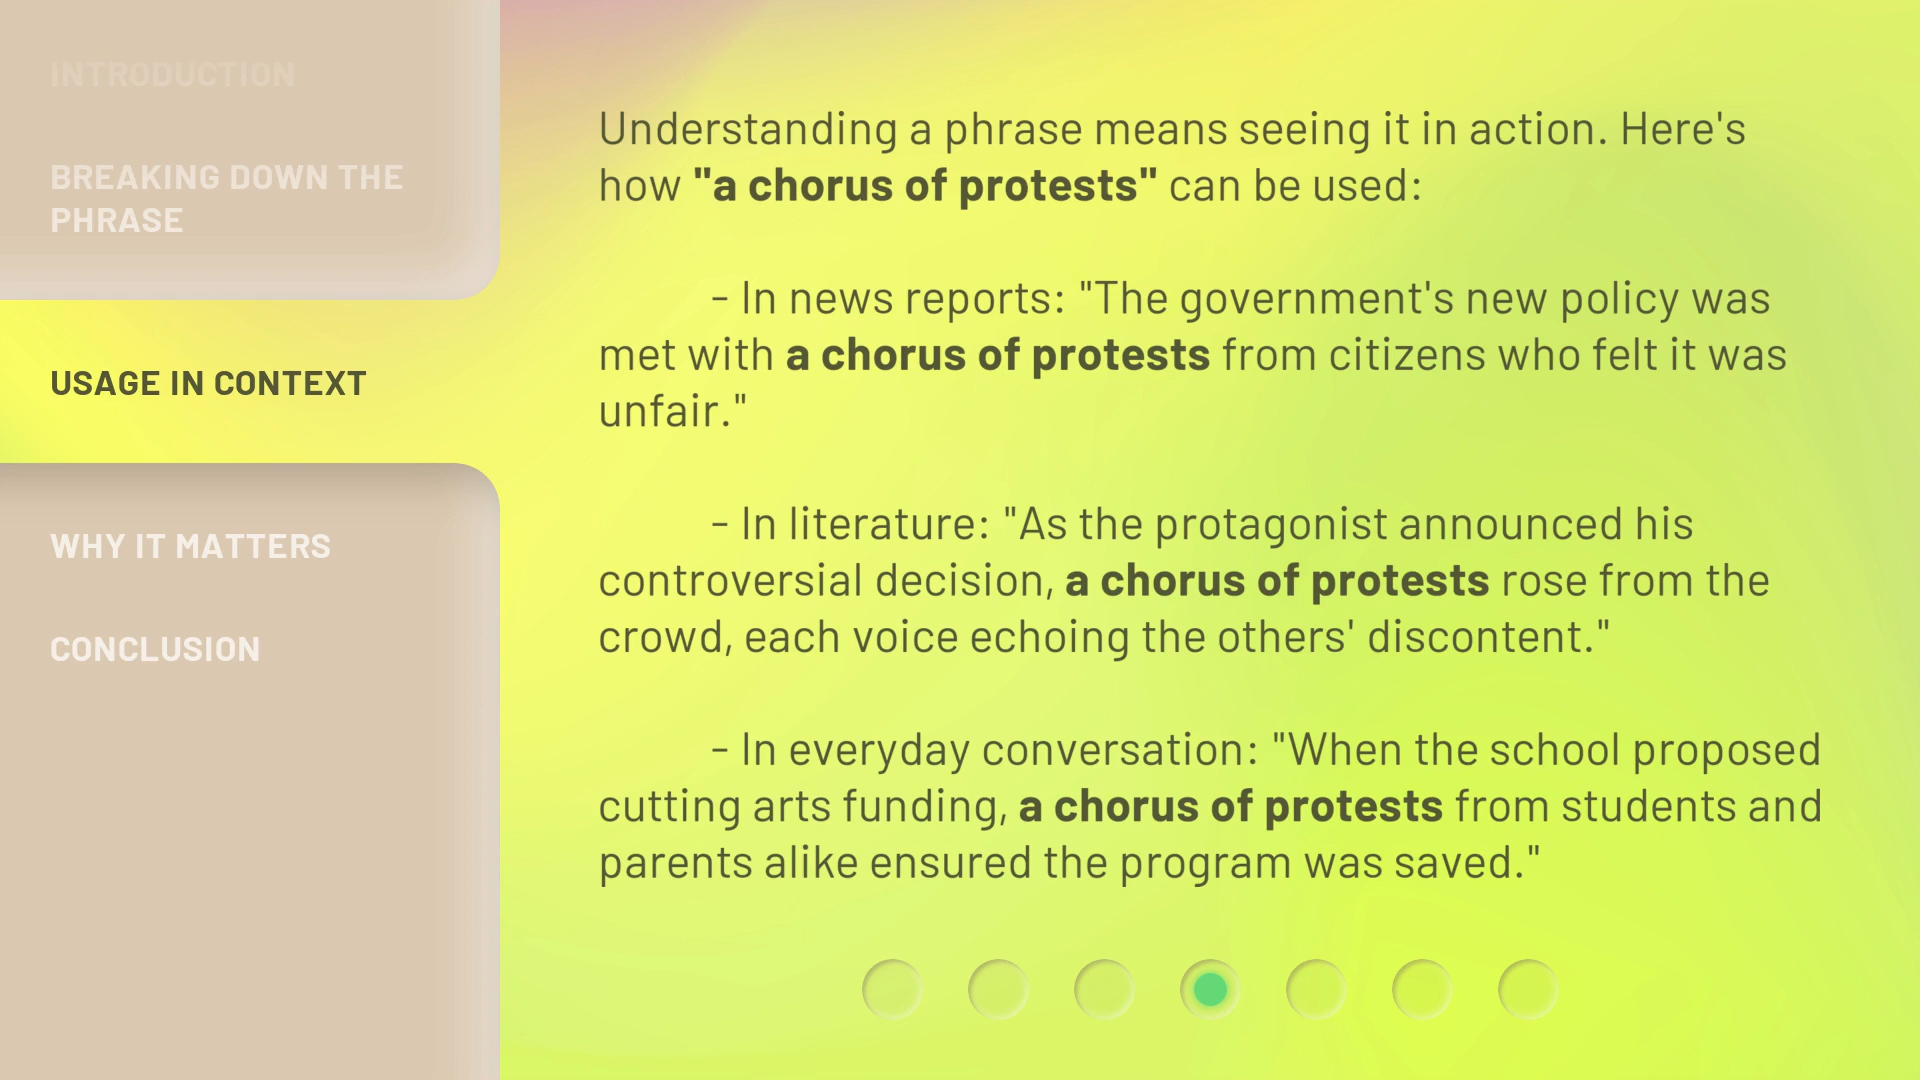 INTRODUCTION
BREAKING DOWN THE
PHRASE
USAGE IN CONTEXT
WHY IT MATTERS
CONCLUSION
Understanding a phrase means seeing it in action. Here's
how "a chorus of protests" can be used:
- In news reports: "The government's new policy was
met with a chorus of protests from citizens who felt it was
unfair."
- In literature: "As the protagonist announced his
controversial decision, a chorus of protests rose from the
crowd, each voice echoing the others' discontent."
- In everyday conversation: "When the school proposed
cutting arts funding, a chorus of protests from students and
parents alike ensured the program was saved."